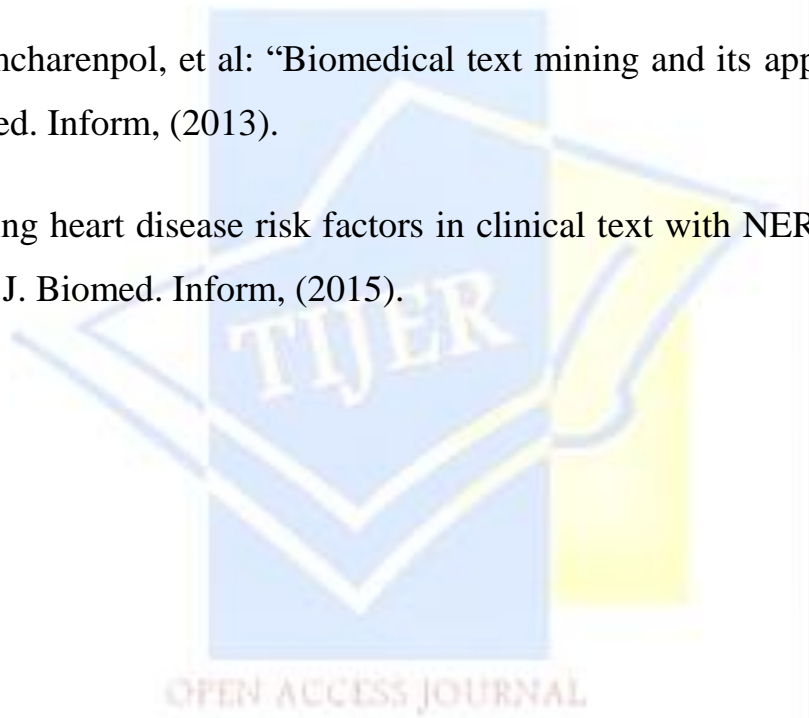 ncharenpol, et al: “Biomedical text mining and its app
ed. Inform, (2013).
ing heart disease risk factors in clinical text with NER
J. Biomed. Inform, (2015).
TIJER
OPEN ACCESS JOURNAL